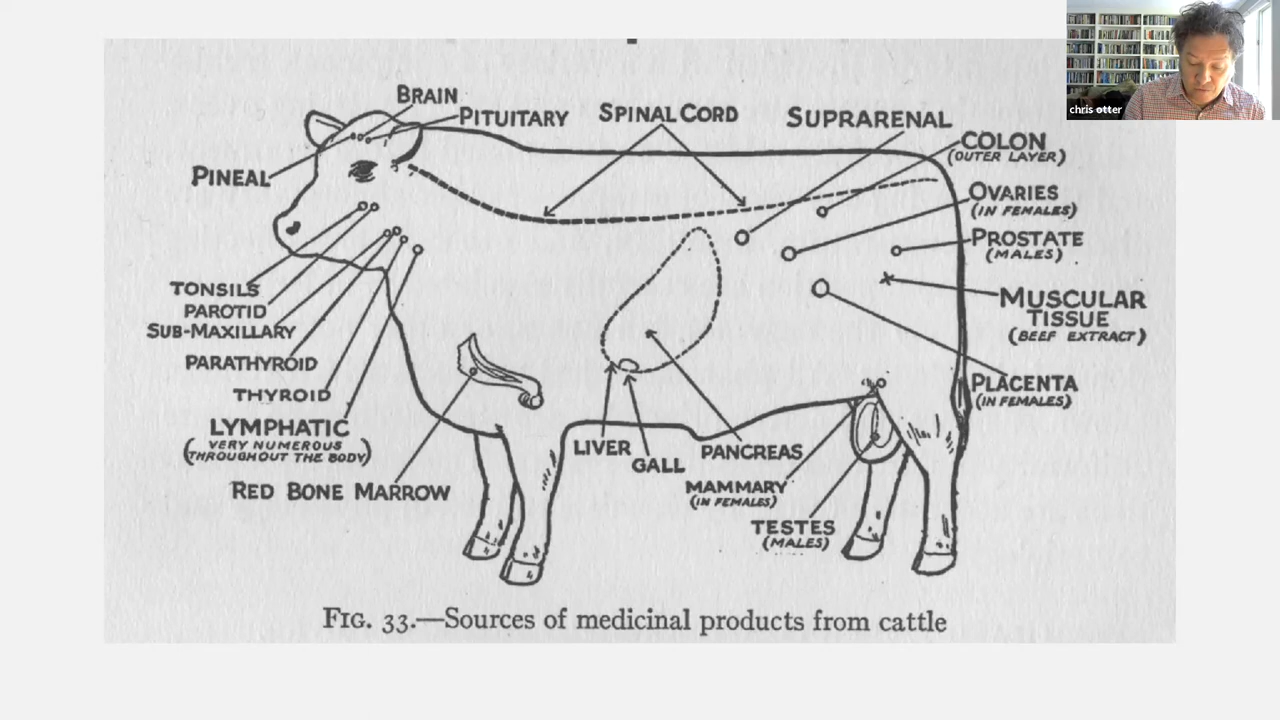 chris otter
BRAIN
PITUITARY
SPINAL CORD
SUPRARENAL
COLON
(OUTER LAYER)
PINEAL
OVARIES
(IN FEMALES)
PROSTATE
(MALES)
TONSILS
PAROTID
SUB-MAXILLARY
PARATHYROID
THYROID
LYMPHATIC
(VERY NUMEROUS
THROUGHOUT THE BODY)
RED BONE MARROW
MUSCULAR
TISSUE
(BEEF EXTRACT)
PLACENTA
(IN FEMALES)
LIVER
GALL
PANCREAS
MAMMARY
(IN FEMALES)
TESTES
(MALES)
FIG. 33.—Sources of medicinal products from cattle